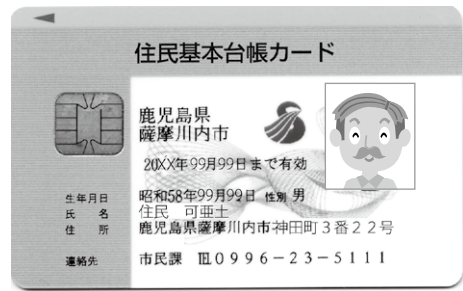 住民基本台帳カード
鹿児島県
薩摩川内市
20XX年99月99日まで有効
生年月日 昭和58年99月99日 性別 男
氏名 住民 可亜土
住所 鹿児島県薩摩川内市神田町3番22号
連絡先 市民課 ℡0996-23-5111